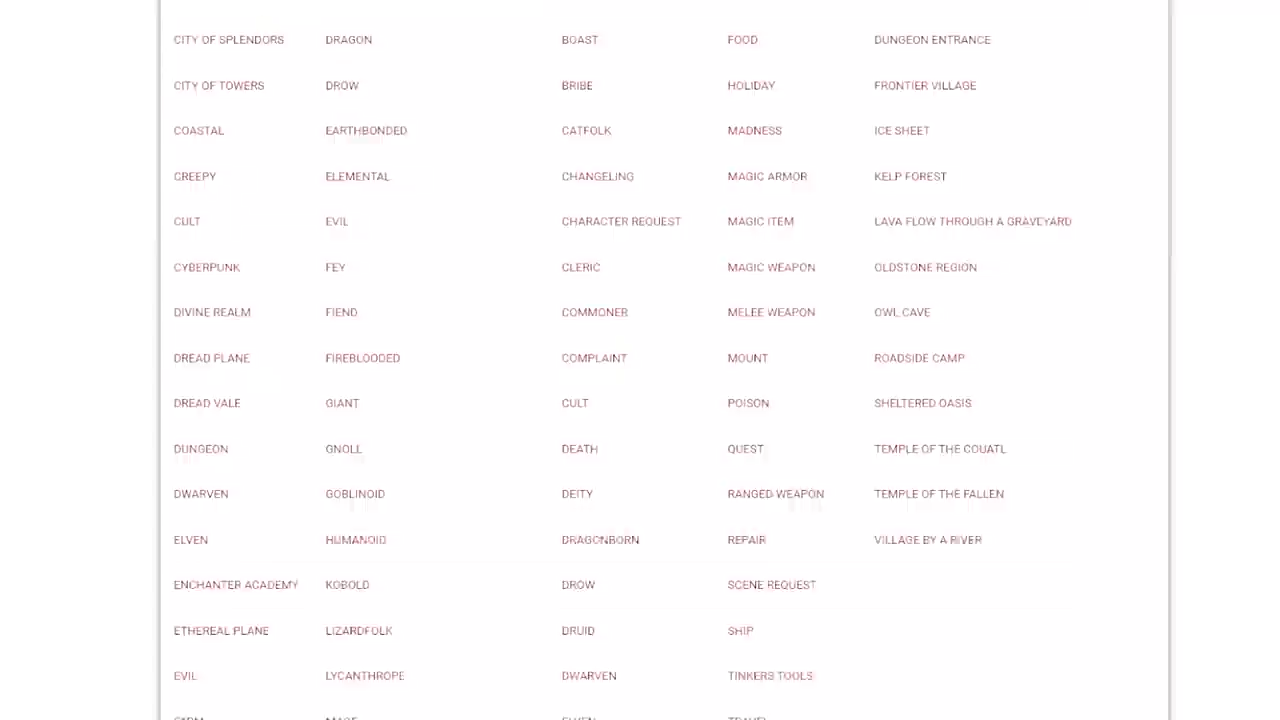 CITY OF SPLENDORS DRAGON BOAST FOOD DUNGEON ENTRANCE
CITY OF TOWERS DROW BRIBE HOLIDAY FRONTIER VILLAGE
COASTAL EARTHBONDED CATFOLK MADNESS ICE SHEET
CREEPY ELEMENTAL CHANGELING MAGIC ARMOR KELP FOREST
CULT EVIL CHARACTER REQUEST MAGIC ITEM LAVA FLOW THROUGH A GRAVEYARD
CYBERPUNK FEY CLERIC MAGIC WEAPON OLDSTONE REGION
DIVINE REALM FIEND COMMONER MELEE WEAPON OWL CAVE
DREAD PLANE FIREBLOODED COMPLAINT MOUNT ROADSIDE CAMP
DREAD VALE GIANT CULT POISON SHELTERED OASIS
DUNGEON GNOLL DEATH QUEST TEMPLE OF THE COUATL
DWARVEN GOBLINOID DEITY RANGED WEAPON TEMPLE OF THE FALLEN
ELVEN HUMANOID DRAGONBORN REPAIR VILLAGE BY A RIVER
ENCHANTER ACADEMY KOBOLD DROW SCENE REQUEST
ETHEREAL PLANE LIZARDFOLK DRUID SHIP
EVIL LYCANTHROPE DWARVEN TINKERS TOOLS